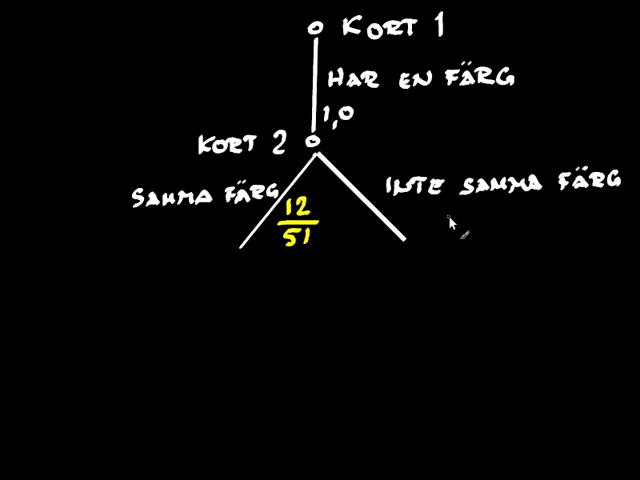 KORT 1
HAR EN FÄRG
1,0
KORT 2
SAMMA FÄRG
INTE SAMMA FÄRG
12
51